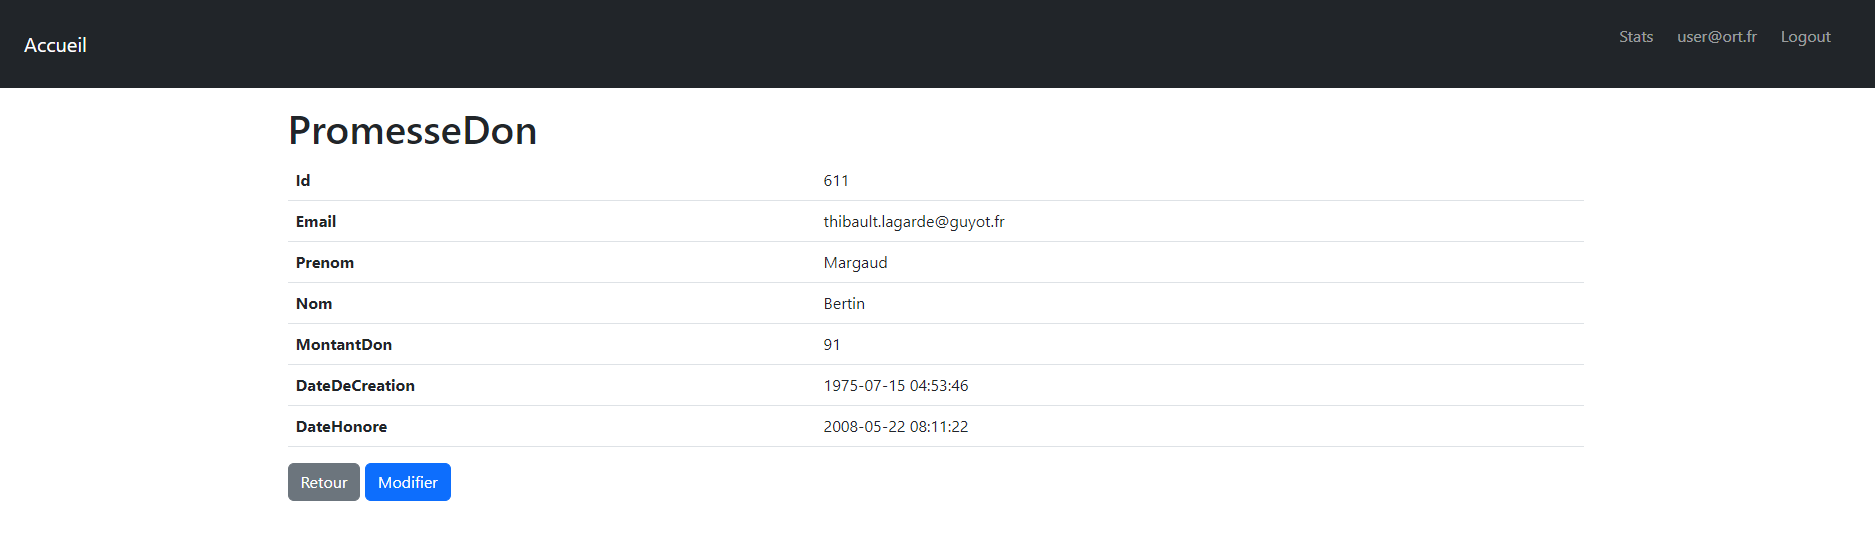 Accueil
Stats user@ort.fr Logout
PromesseDon
Id 611
Email thibault.lagarde@guyot.fr
Prenom Margaud
Nom Bertin
MontantDon 91
DateDeCreation 1975-07-15 04:53:46
DateHonore 2008-05-22 08:11:22
Retour Modifier